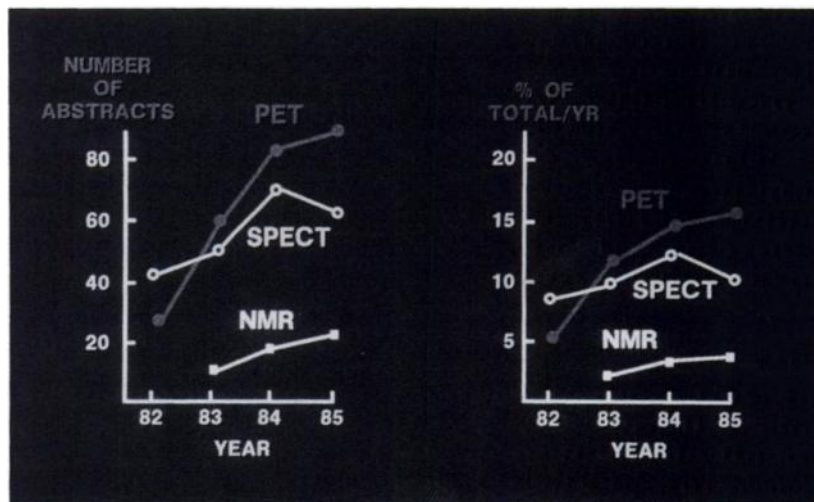 NUMBER
OF
ABSTRACTS
PET
80
60
SPECT
40
NMR
20
82 83 84 85
YEAR
% OF
TOTAL/YR
20
PET
15
10
SPECT
NMR
5
82 83 84 85
YEAR